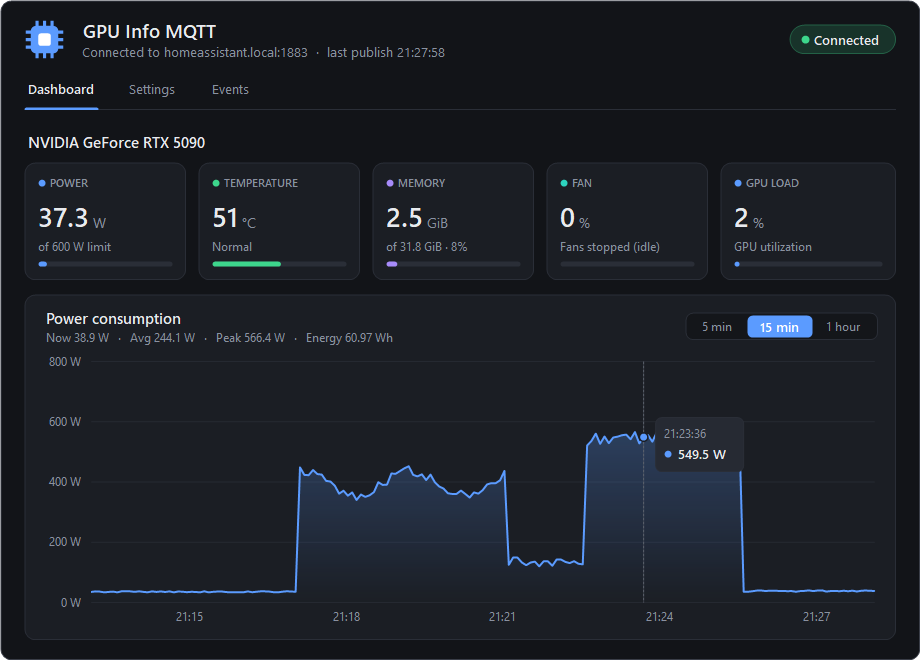 GPU Info MQTT
Connected to homeassistant.local:1883 · last publish 21:27:58
Connected
Dashboard Settings Events
NVIDIA GeForce RTX 5090
POWER
37.3 W
of 600 W limit
TEMPERATURE
51 °C
Normal
MEMORY
2.5 GiB
of 31.8 GiB · 8%
FAN
0 %
Fans stopped (idle)
GPU LOAD
2 %
GPU utilization
Power consumption
Now 38.9 W · Avg 244.1 W · Peak 566.4 W · Energy 60.97 Wh
5 min 15 min 1 hour
800 W
600 W
400 W
200 W
0 W
21:23:36
549.5 W
21:15 21:18 21:21 21:24 21:27